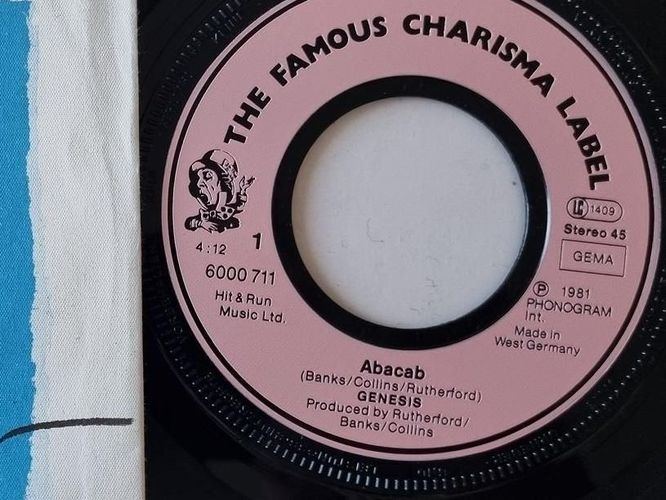 THE FAMOUS CHARISMA LABEL
LC 1409
Stereo 45
GEMA
4:12
1
6000 711
Hit & Run
Music Ltd.
P 1981
PHONOGRAM
Int.
Made in
West Germany
Abacab
(Banks/Collins/Rutherford)
GENESIS
Produced by Rutherford/
Banks/Collins